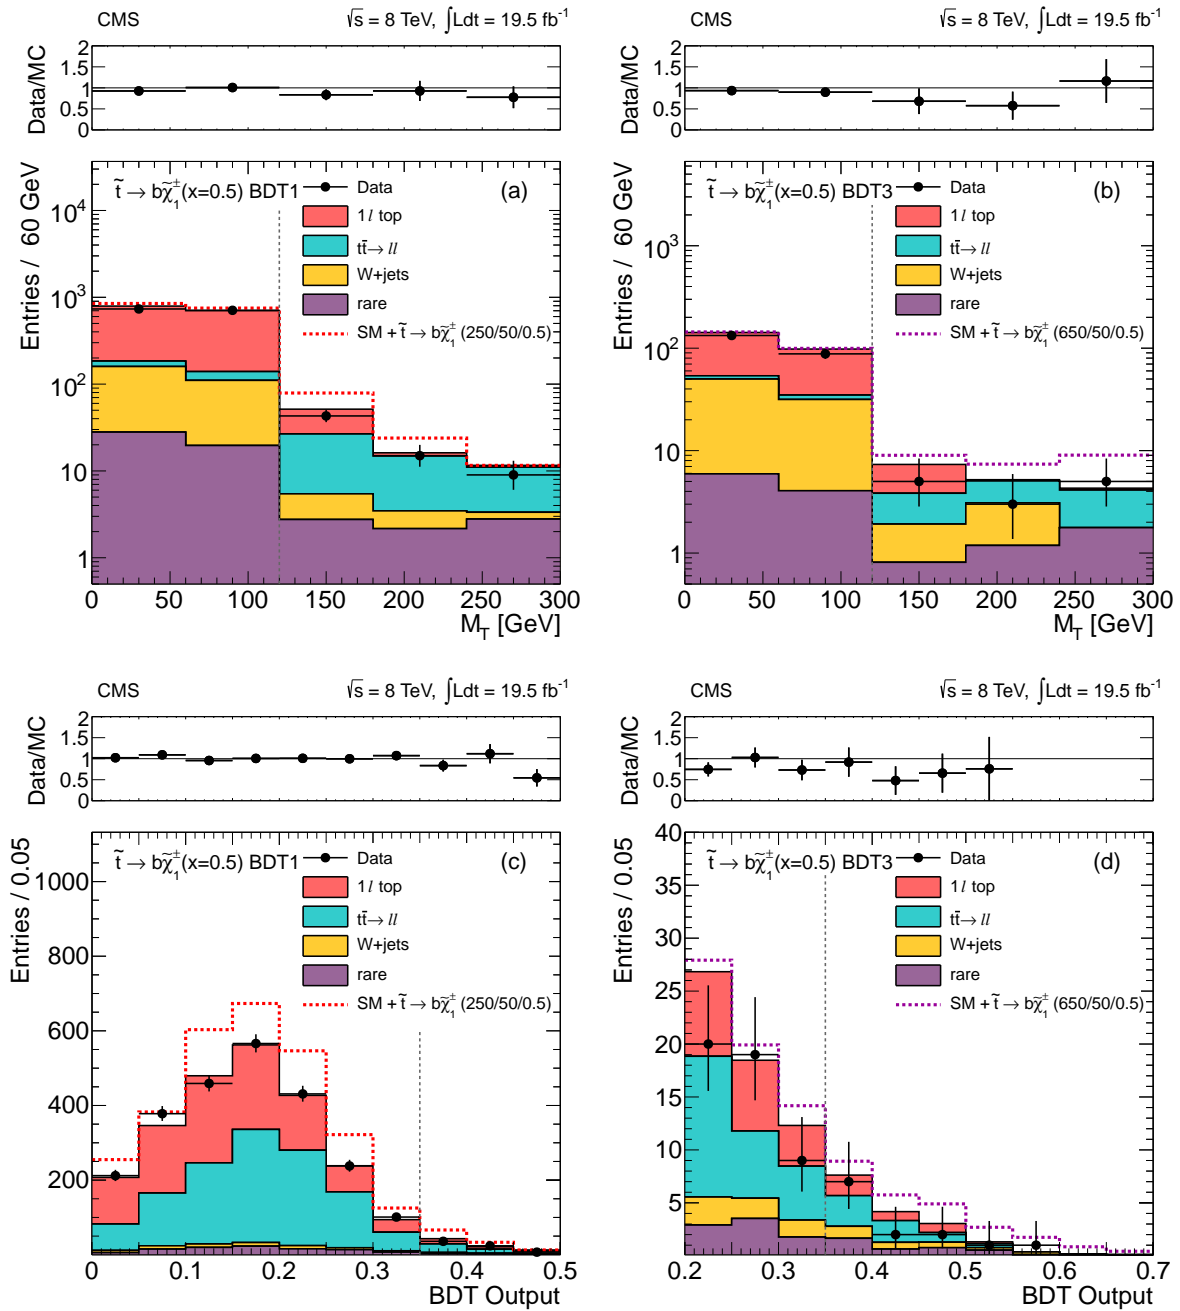 CMS √s = 8 TeV, ∫Ldt = 19.5 fb⁻¹
Data/MC
2
1.5
1
0.5
0
t̃ → bχ̃₁± (x=0.5) BDT1
(a)
Data
1l top
tt̄→ ll
W+jets
rare
SM + t̃ → bχ̃₁± (250/50/0.5)
Entries / 60 GeV
10⁴
10³
10²
10
1
0 50 100 150 200 250 300
M_T [GeV]
CMS √s = 8 TeV, ∫Ldt = 19.5 fb⁻¹
Data/MC
2
1.5
1
0.5
0
t̃ → bχ̃₁± (x=0.5) BDT3
(b)
Data
1l top
tt̄→ ll
W+jets
rare
SM + t̃ → bχ̃₁± (650/50/0.5)
Entries / 60 GeV
10³
10²
10
1
0 50 100 150 200 250 300
M_T [GeV]
CMS √s = 8 TeV, ∫Ldt = 19.5 fb⁻¹
Data/MC
2
1.5
1
0.5
0
t̃ → bχ̃₁± (x=0.5) BDT1
(c)
Data
1l top
tt̄→ ll
W+jets
rare
SM + t̃ → bχ̃₁± (250/50/0.5)
Entries / 0.05
1000
800
600
400
200
0 0.1 0.2 0.3 0.4 0.5
BDT Output
CMS √s = 8 TeV, ∫Ldt = 19.5 fb⁻¹
Data/MC
2
1.5
1
0.5
0
t̃ → bχ̃₁± (x=0.5) BDT3
(d)
Data
1l top
tt̄→ ll
W+jets
rare
SM + t̃ → bχ̃₁± (650/50/0.5)
Entries / 0.05
40
35
30
25
20
15
10
5
0.2 0.3 0.4 0.5 0.6 0.7
BDT Output